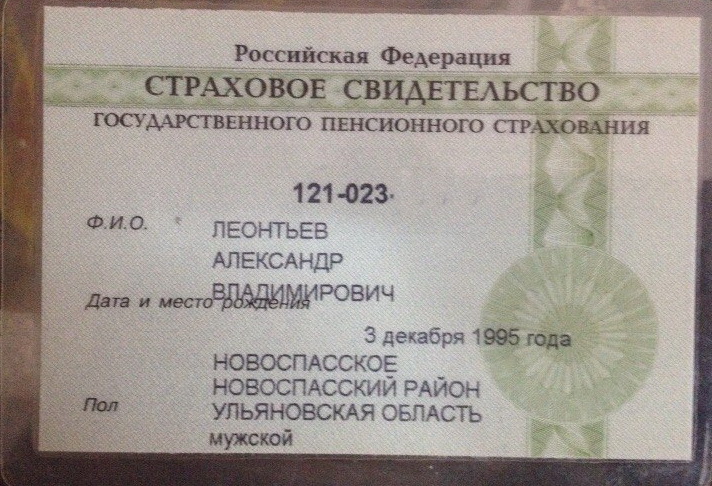 Российская Федерация
СТРАХОВОЕ СВИДЕТЕЛЬСТВО
ГОСУДАРСТВЕННОГО ПЕНСИОННОГО СТРАХОВАНИЯ
121-023
Ф.И.О.
ЛЕОНТЬЕВ
АЛЕКСАНДР
ВЛАДИМИРОВИЧ
Дата и место рождения
3 декабря 1995 года
НОВОСПАССКОЕ
НОВОСПАССКИЙ РАЙОН
УЛЬЯНОВСКАЯ ОБЛАСТЬ
Пол
мужской